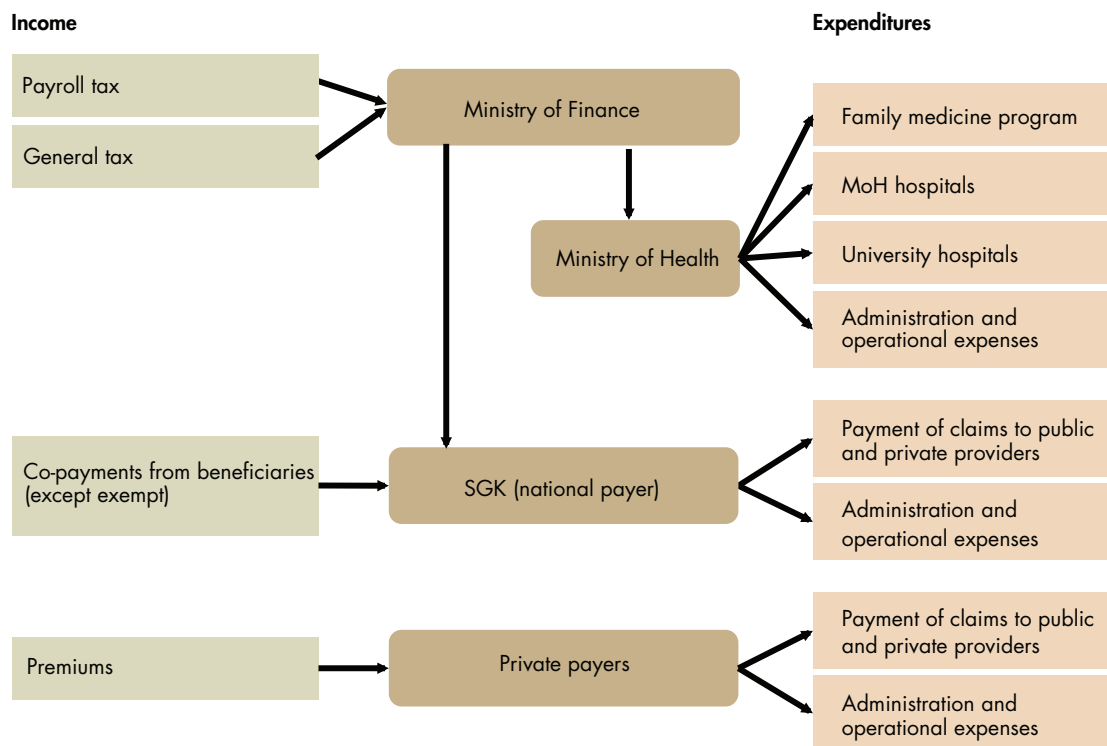 Income
Expenditures
Payroll tax
General tax
Ministry of Finance
Ministry of Health
Family medicine program
MoH hospitals
University hospitals
Administration and
operational expenses
Co-payments from beneficiaries
(except exempt)
SGK (national payer)
Payment of claims to public
and private providers
Administration and
operational expenses
Premiums
Private payers
Payment of claims to public
and private providers
Administration and
operational expenses